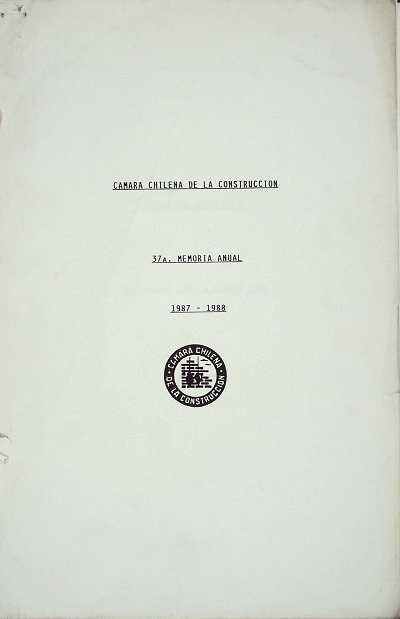 CAMARA CHILENA DE LA CONSTRUCCION
37a. MEMORIA ANUAL
1987 - 1988
CAMARA CHILENA
DE LA CONSTRUCCION